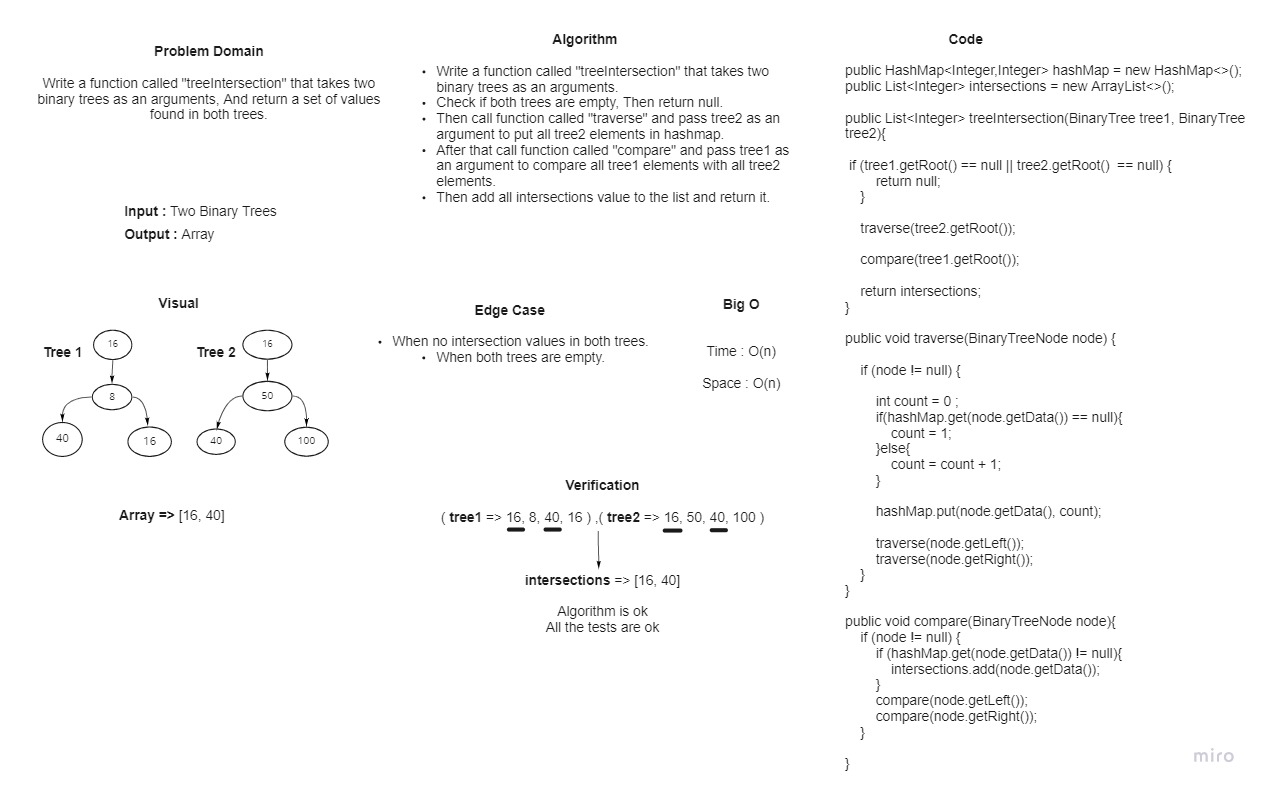 Problem Domain
Write a function called "treeIntersection" that takes two
binary trees as an arguments, And return a set of values
found in both trees.
Input : Two Binary Trees
Output : Array
Visual
Tree 1
16
8
40
16
Tree 2
16
50
40
100
Array => [16, 40]
Algorithm
• Write a function called "treeIntersection" that takes two
binary trees as an arguments.
• Check if both trees are empty, Then return null.
• Then call function called "traverse" and pass tree2 as an
argument to put all tree2 elements in hashmap.
• After that call function called "compare" and pass tree1 as
an argument to compare all tree1 elements with all tree2
elements.
• Then add all intersections value to the list and return it.
Edge Case
• When no intersection values in both trees.
• When both trees are empty.
Big O
Time : O(n)
Space : O(n)
Verification
( tree1 => 16, 8, 40, 16 ) ,( tree2 => 16, 50, 40, 100 )
intersections => [16, 40]
Algorithm is ok
All the tests are ok
Code
public HashMap<Integer,Integer> hashMap = new HashMap<>();
public List<Integer> intersections = new ArrayList<>();
public List<Integer> treeIntersection(BinaryTree tree1, BinaryTree
tree2){
if (tree1.getRoot() == null || tree2.getRoot() == null) {
return null;
}
traverse(tree2.getRoot());
compare(tree1.getRoot());
return intersections;
}
public void traverse(BinaryTreeNode node) {
if (node != null) {
int count = 0 ;
if(hashMap.get(node.getData()) == null){
count = 1;
}else{
count = count + 1;
}
hashMap.put(node.getData(), count);
traverse(node.getLeft());
traverse(node.getRight());
}
}
public void compare(BinaryTreeNode node){
if (node != null) {
if (hashMap.get(node.getData()) != null){
intersections.add(node.getData());
}
compare(node.getLeft());
compare(node.getRight());
}
}
miro